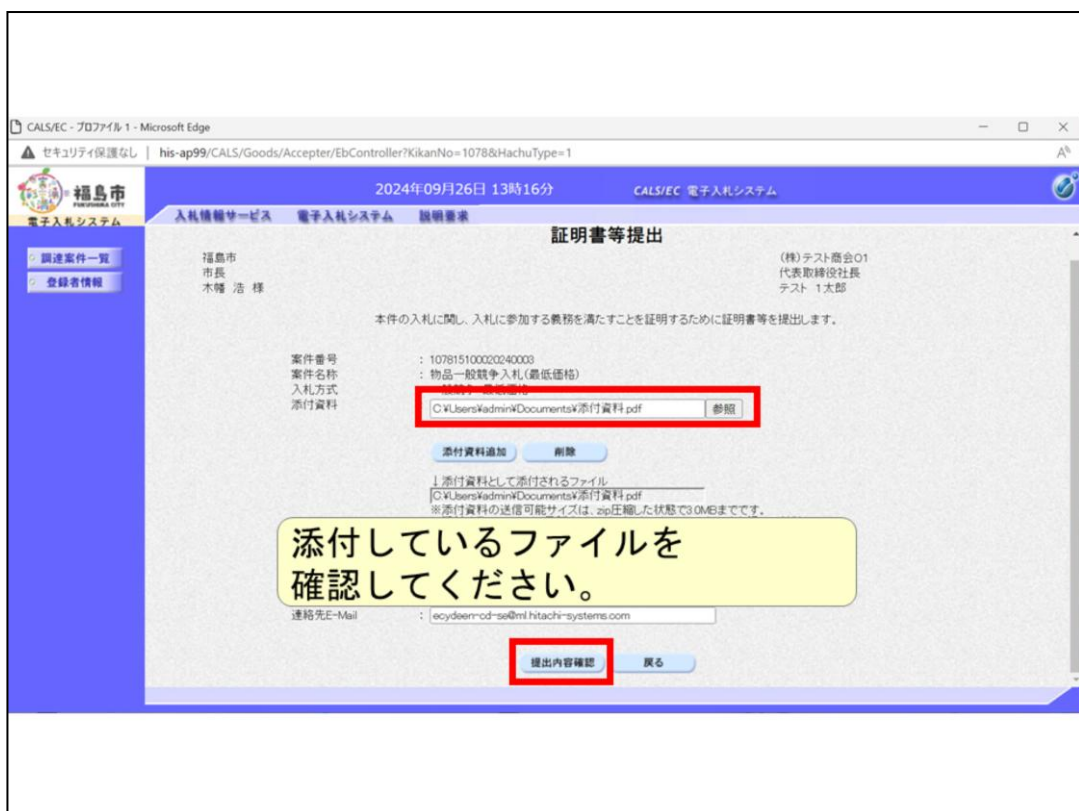 CALS/EC - プロファイル 1 - Microsoft Edge
セキュリティ保護なし | his-ap99/CALS/Goods/Accepter/EbController?KikanNo=1078&HachuType=1
福島市
FUKUSHIMA CITY
電子入札システム
2024年09月26日 13時16分
CALS/EC 電子入札システム
入札情報サービス 電子入札システム 説明要求
調達案件一覧
登録者情報
証明書等提出
福島市
市長
木幡 浩 様
(株)テスト商会01
代表取締役社長
テスト 1太郎
本件の入札に関し、入札に参加する義務を満たすことを証明するために証明書等を提出します。
案件番号 : 107815100020240003
案件名称 : 物品一般競争入札(最低価格)
入札方式
添付資料 C:¥Users¥admin¥Documents¥添付資料.pdf 参照
添付資料追加 削除
↓添付資料として添付されるファイル
C:¥Users¥admin¥Documents¥添付資料.pdf
※添付資料の送信可能サイズは、zip圧縮した状態で3.0MBまでです。
添付しているファイルを
確認してください。
連絡先E-Mail : ecydeen-cd-se@ml.hitachi-systems.com
提出内容確認 戻る